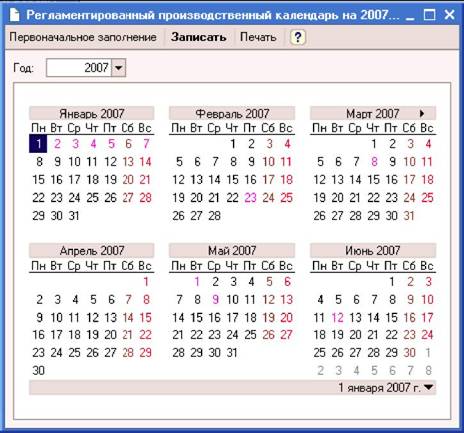 Регламентированный производственный календарь на 2007...
Первоначальное заполнение Записать Печать ?
Год: 2007
Январь 2007 Февраль 2007 Март 2007
Пн Вт Ср Чт Пт Сб Вс Пн Вт Ср Чт Пт Сб Вс Пн Вт Ср Чт Пт Сб Вс
1 2 3 4 5 6 7 1 2 3 4 1 2 3 4
8 9 10 11 12 13 14 5 6 7 8 9 10 11 5 6 7 8 9 10 11
15 16 17 18 19 20 21 12 13 14 15 16 17 18 12 13 14 15 16 17 18
22 23 24 25 26 27 28 19 20 21 22 23 24 25 19 20 21 22 23 24 25
29 30 31 26 27 28 26 27 28 29 30 31
Апрель 2007 Май 2007 Июнь 2007
Пн Вт Ср Чт Пт Сб Вс Пн Вт Ср Чт Пт Сб Вс Пн Вт Ср Чт Пт Сб Вс
1 1 2 3 4 5 6 1 2 3
2 3 4 5 6 7 8 7 8 9 10 11 12 13 4 5 6 7 8 9 10
9 10 11 12 13 14 15 14 15 16 17 18 19 20 11 12 13 14 15 16 17
16 17 18 19 20 21 22 21 22 23 24 25 26 27 18 19 20 21 22 23 24
23 24 25 26 27 28 29 28 29 30 31 25 26 27 28 29 30 1
30 2 3 4 5 6 7 8
1 января 2007 г.